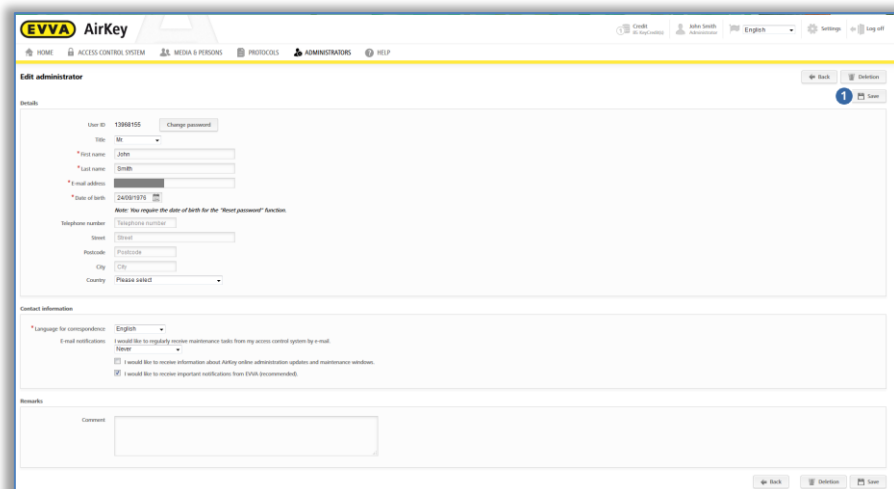 EVVA AirKey
Credit
John Smith
Administrator
English
Settings
Log off
HOME
ACCESS CONTROL SYSTEM
MEDIA & PERSONS
PROTOCOLS
ADMINISTRATORS
HELP
Edit administrator
Back
Deletion
1
Save
Details
User ID 13998155 Change password
Title Mr.
*First name John
*Last name Smith
*E-mail address
*Date of birth 24/09/1976
Note: You require the date of birth for the "Reset password" function.
Telephone number Telephone number
Street Street
Postcode Postcode
City City
Country Please select
Contact information
*Language for correspondence English
E-mail notifications I would like to regularly receive maintenance tasks from my access control system by e-mail.
Never
I would like to receive information about AirKey online administration updates and maintenance windows.
I would like to receive important notifications from EVVA (recommended)
Remarks
Comment
Back
Deletion
Save